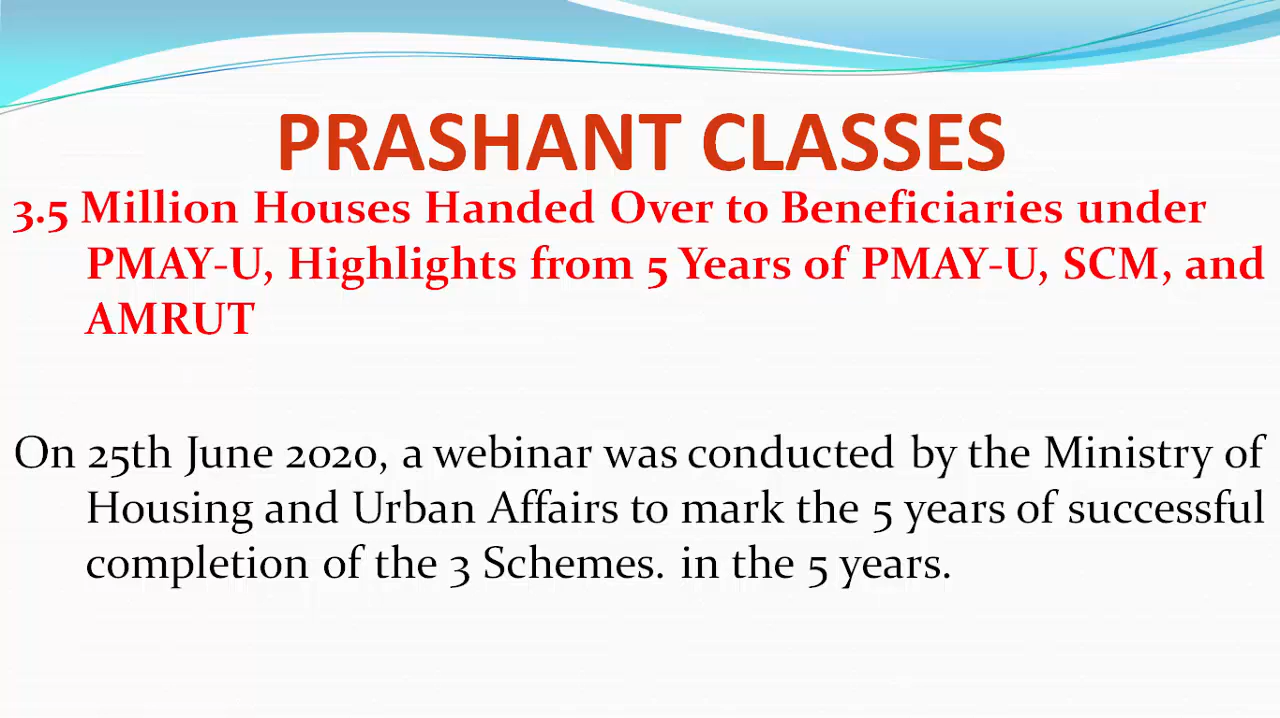 PRASHANT CLASSES
3.5 Million Houses Handed Over to Beneficiaries under
PMAY-U, Highlights from 5 Years of PMAY-U, SCM, and
AMRUT
On 25th June 2020, a webinar was conducted by the Ministry of
Housing and Urban Affairs to mark the 5 years of successful
completion of the 3 Schemes. in the 5 years.